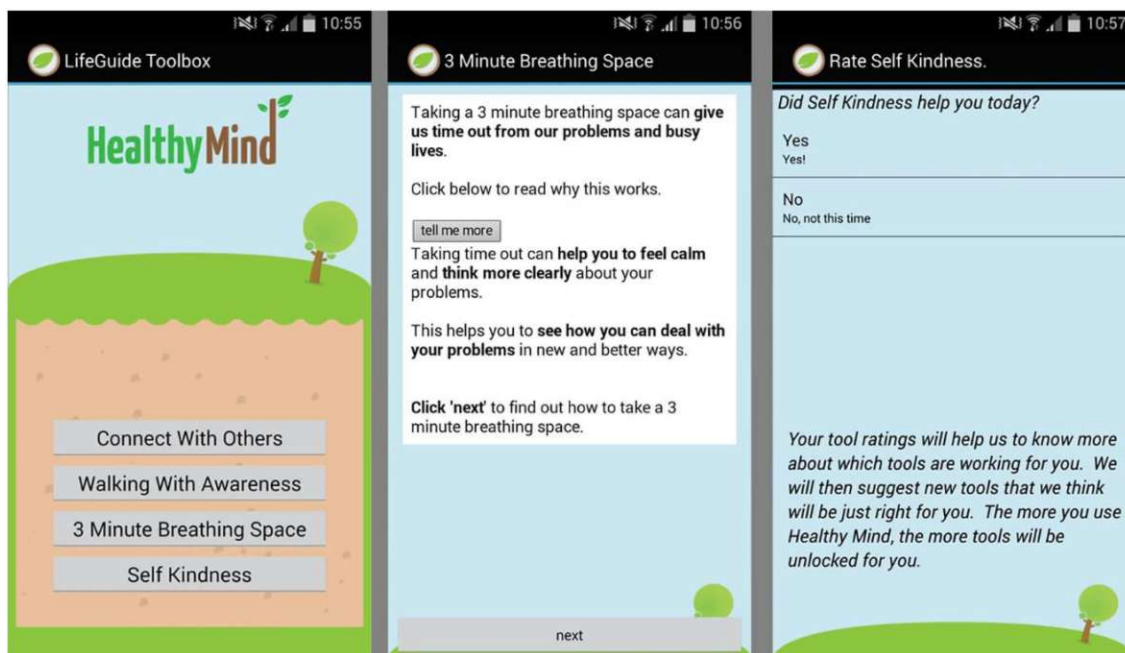 10:55
LifeGuide Toolbox
HealthyMind
Connect With Others
Walking With Awareness
3 Minute Breathing Space
Self Kindness
10:56
3 Minute Breathing Space
Taking a 3 minute breathing space can give
us time out from our problems and busy
lives.
Click below to read why this works.
tell me more
Taking time out can help you to feel calm
and think more clearly about your
problems.
This helps you to see how you can deal with
your problems in new and better ways.
Click 'next' to find out how to take a 3
minute breathing space.
next
10:57
Rate Self Kindness.
Did Self Kindness help you today?
Yes
Yes!
No
No, not this time
Your tool ratings will help us to know more
about which tools are working for you. We
will then suggest new tools that we think
will be just right for you. The more you use
Healthy Mind, the more tools will be
unlocked for you.